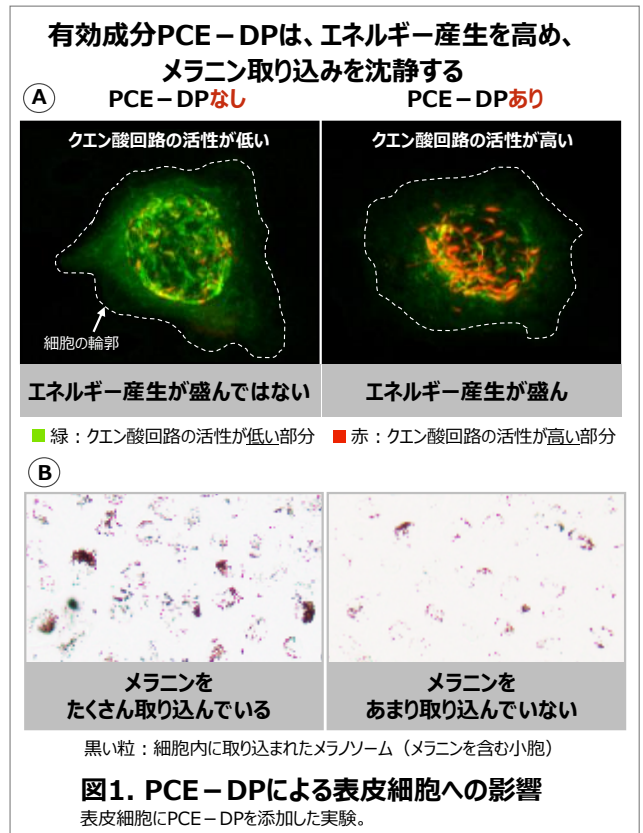 有効成分PCE－DPは、エネルギー産生を高め、
メラニン取り込みを沈静する
A
PCE－DPなし
PCE－DPあり
クエン酸回路の活性が低い
クエン酸回路の活性が高い
細胞の輪郭
エネルギー産生が盛んではない
エネルギー産生が盛ん
緑：クエン酸回路の活性が低い部分
赤：クエン酸回路の活性が高い部分
B
メラニンを
たくさん取り込んでいる
メラニンを
あまり取り込んでいない
黒い粒：細胞内に取り込まれたメラノソーム（メラニンを含む小胞）
図1. PCE－DPによる表皮細胞への影響
表皮細胞にPCE－DPを添加した実験。